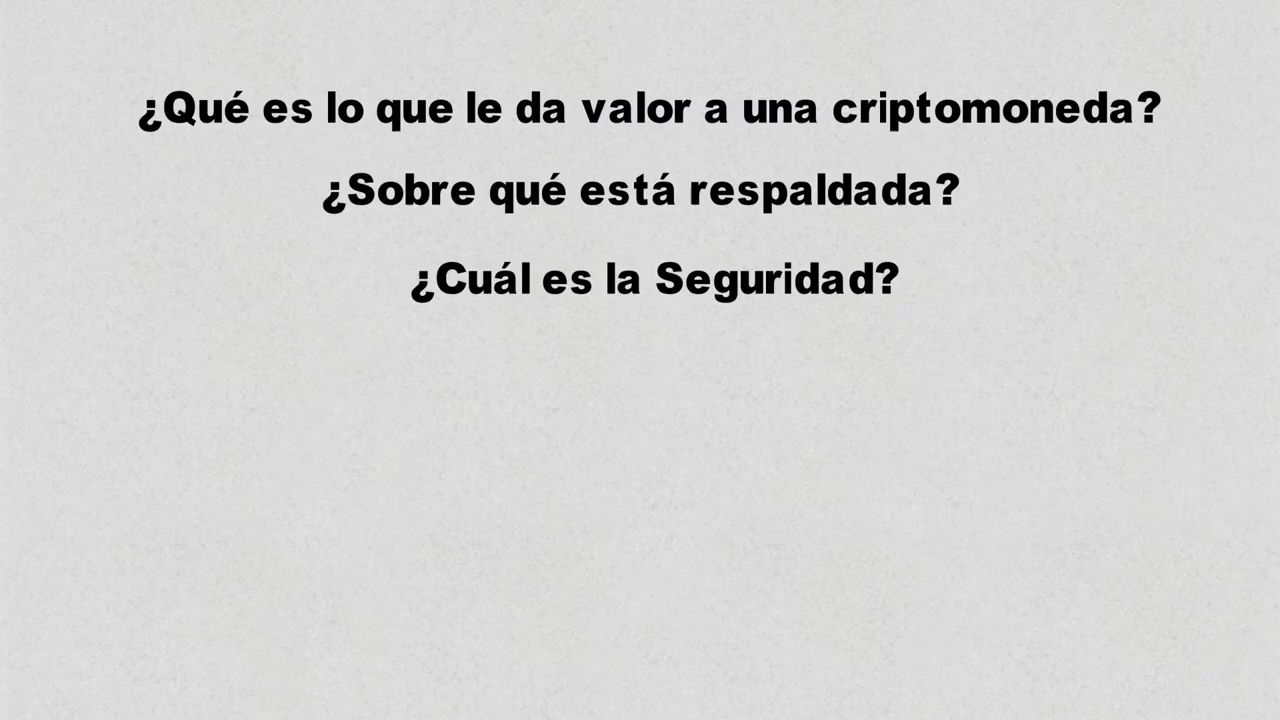 ¿Qué es lo que le da valor a una criptomoneda?
¿Sobre qué está respaldada?
¿Cuál es la Seguridad?